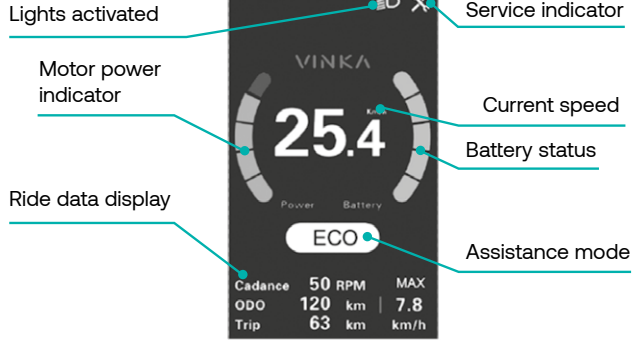 Lights activated
Service indicator
VINKA
Motor power
indicator
Current speed
Km/h
25.4
Battery status
Power Battery
Ride data display
ECO
Assistance mode
Cadance 50 RPM MAX
ODO 120 km | 7.8
Trip 63 km km/h